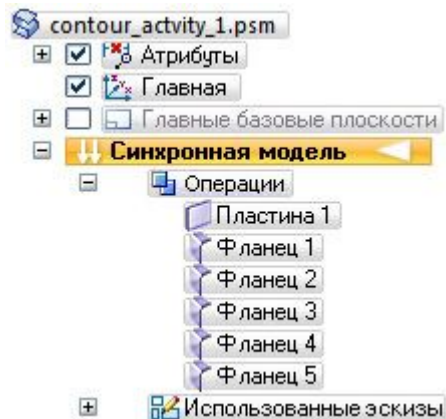 contour_actvity_1.psm
Атрибуты
Главная
Главные базовые плоскости
Синхронная модель
Операции
Пластина 1
Фланец 1
Фланец 2
Фланец 3
Фланец 4
Фланец 5
Использованные эскизы